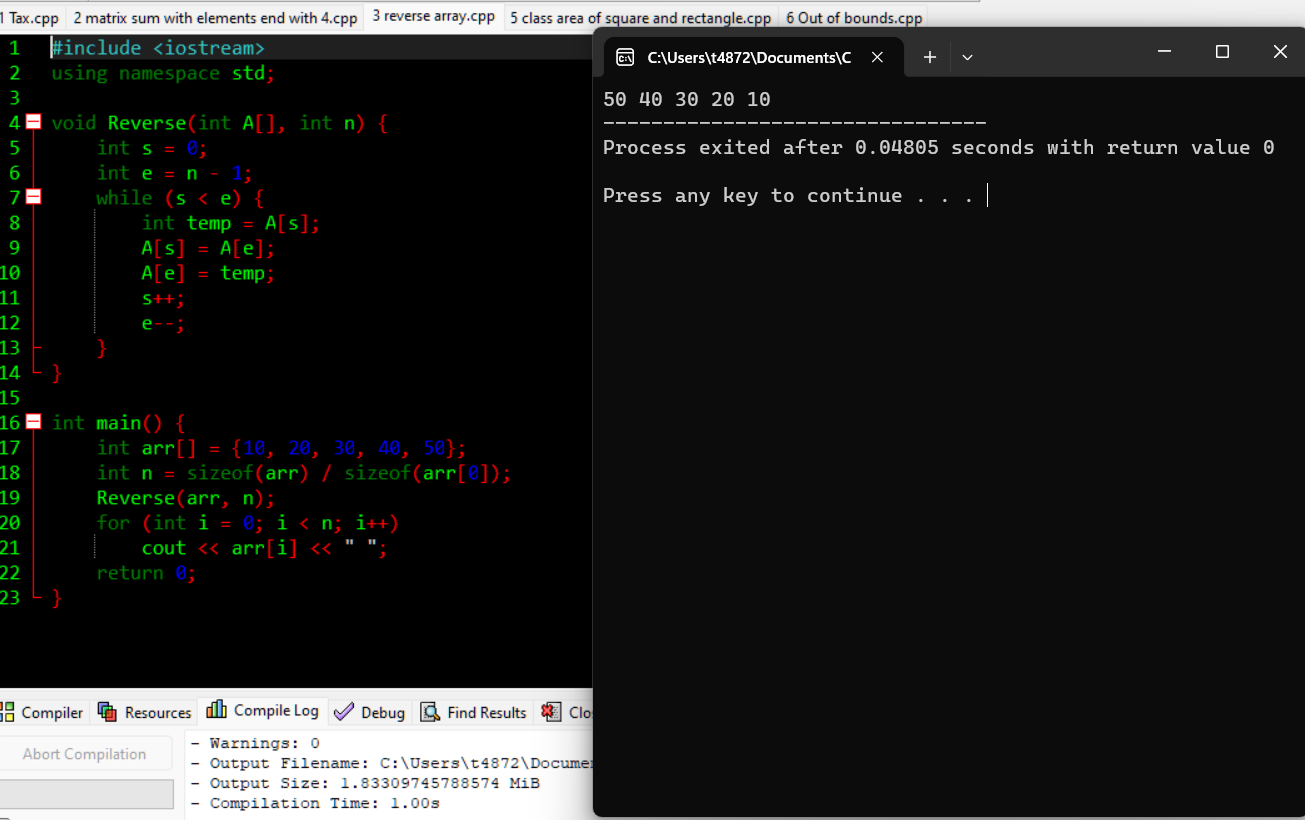 1 Tax.cpp 2 matrix sum with elements end with 4.cpp 3 reverse array.cpp 5 class area of square and rectangle.cpp 6 Out of bounds.cpp
1 #include <iostream>
2 using namespace std;
3
4 void Reverse(int A[], int n) {
5     int s = 0;
6     int e = n - 1;
7     while (s < e) {
8         int temp = A[s];
9         A[s] = A[e];
10         A[e] = temp;
11         s++;
12         e--;
13     }
14 }
15
16 int main() {
17     int arr[] = {10, 20, 30, 40, 50};
18     int n = sizeof(arr) / sizeof(arr[0]);
19     Reverse(arr, n);
20     for (int i = 0; i < n; i++)
21         cout << arr[i] << " ";
22     return 0;
23 }
C:\Users\t4872\Documents\C
50 40 30 20 10
--------------------------------
Process exited after 0.04805 seconds with return value 0
Press any key to continue . . .
Compiler Resources Compile Log Debug Find Results Clo
Abort Compilation
- Warnings: 0
- Output Filename: C:\Users\t4872\Docume
- Output Size: 1.83309745788574 MiB
- Compilation Time: 1.00s